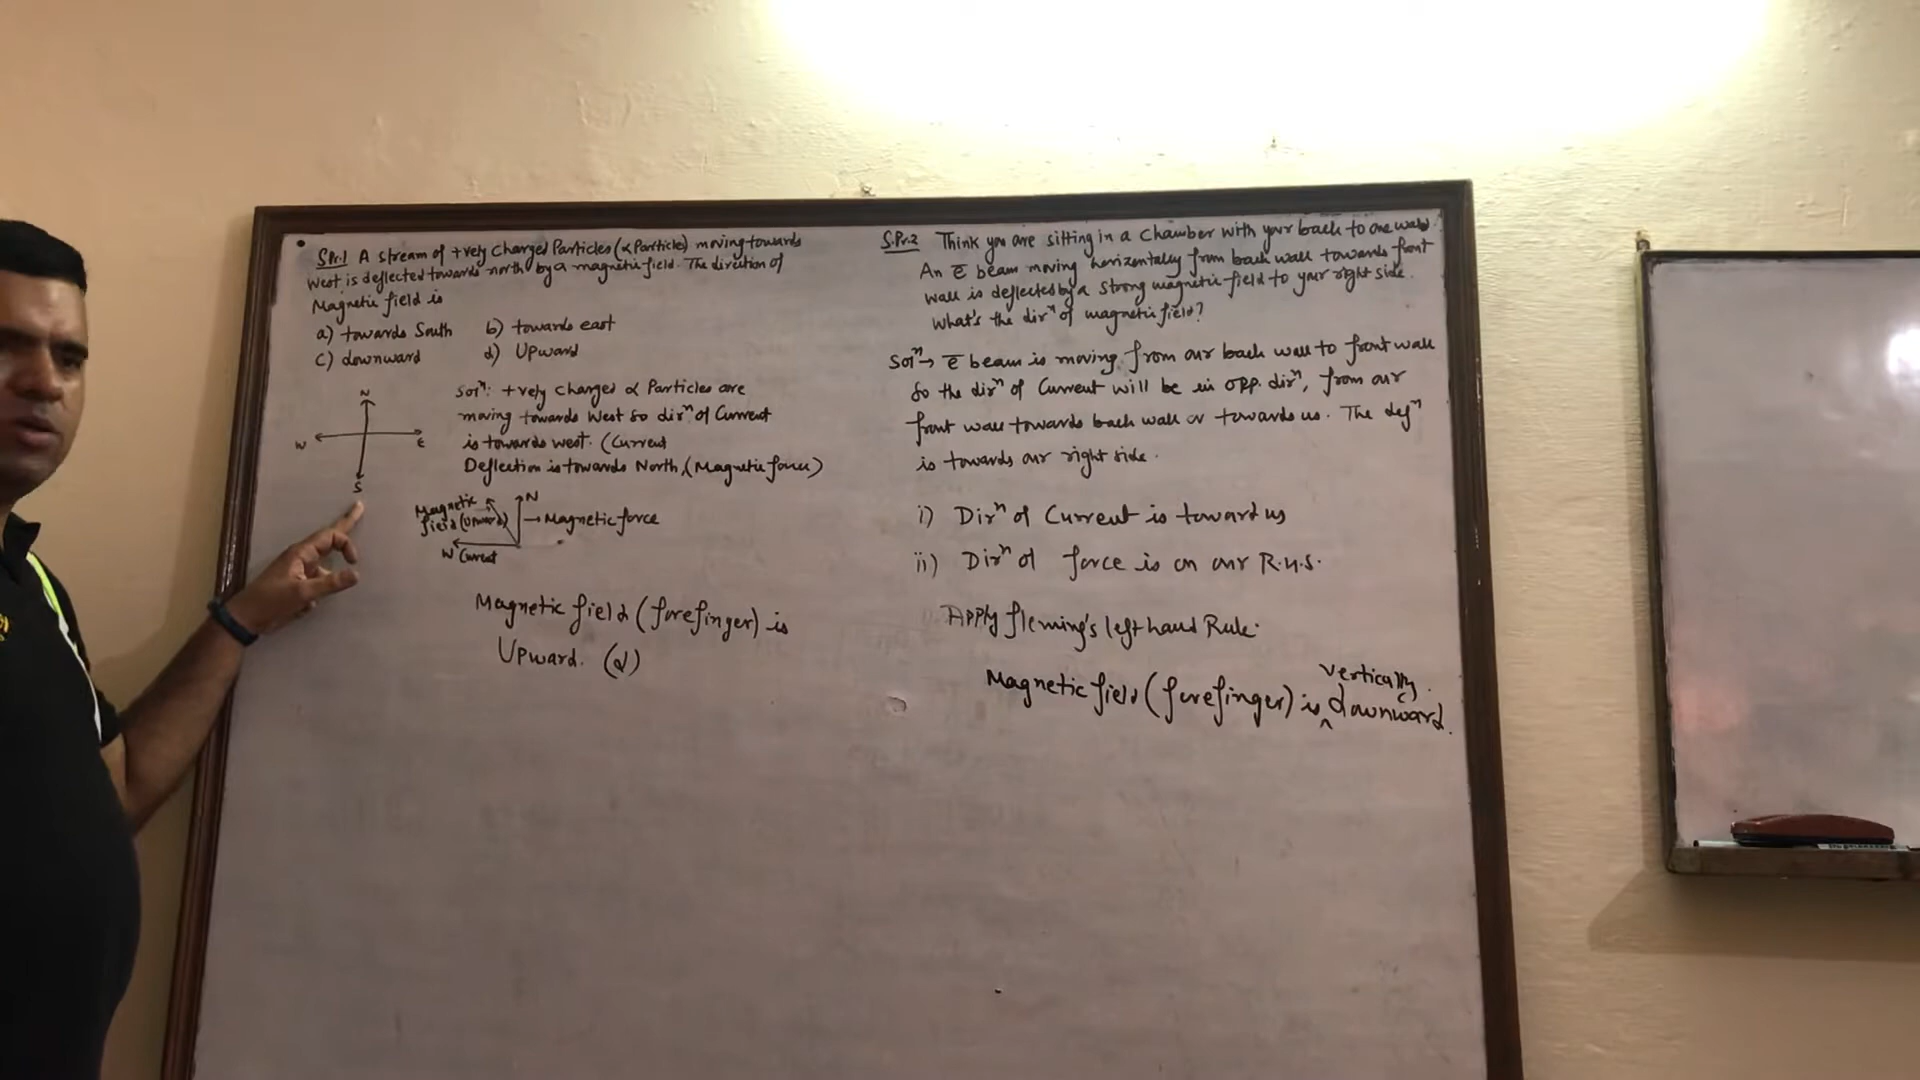 S.Pr.1 A stream of +vely charged Particles (α Particle) moving towards
west is deflected towards north by a magnetic field. The direction of
Magnetic field is
a) towards South b) towards east
c) downward d) Upward
N
W E
S
Solⁿ: +vely charged α Particles are
moving towards West so dirⁿ of Current
is towards west. (Current
Deflection is towards North, (Magnetic force)
Magnetic
field (Upward)
N
→ Magnetic force
W Current
Magnetic field (forefinger) is
Upward. (d)
S.Pr.2 Think you are sitting in a chamber with your back to one wall
An e̅ beam moving horizontally from back wall towards front
wall is deflected by a strong magnetic field to your right side.
What's the dirⁿ of magnetic field?
Solⁿ → e̅ beam is moving from our back wall to front wall
so the dirⁿ of Current will be in opp. dirⁿ, from our
front wall towards back wall or towards us. The defⁿ
is towards our right side.
i) Dirⁿ of Current is toward us
ii) Dirⁿ of force is on our R.H.S.
Apply fleming's left hand Rule.
Magnetic field (forefinger) is ^ vertically downward.